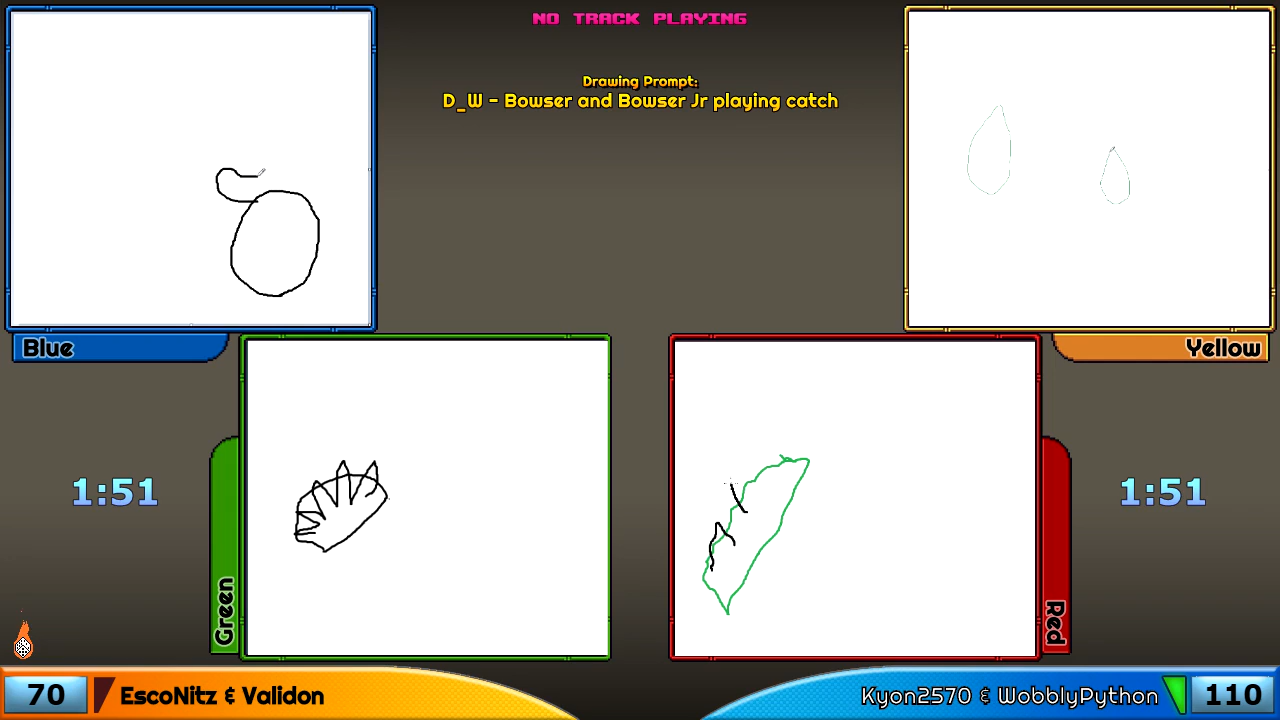 NO TRACK PLAYING
Drawing Prompt:
D_W - Bowser and Bowser Jr playing catch
Blue
Yellow
1:51
1:51
Green
Red
70
EscoNitz & Validon
Kyon2570 & WobblyPython
110